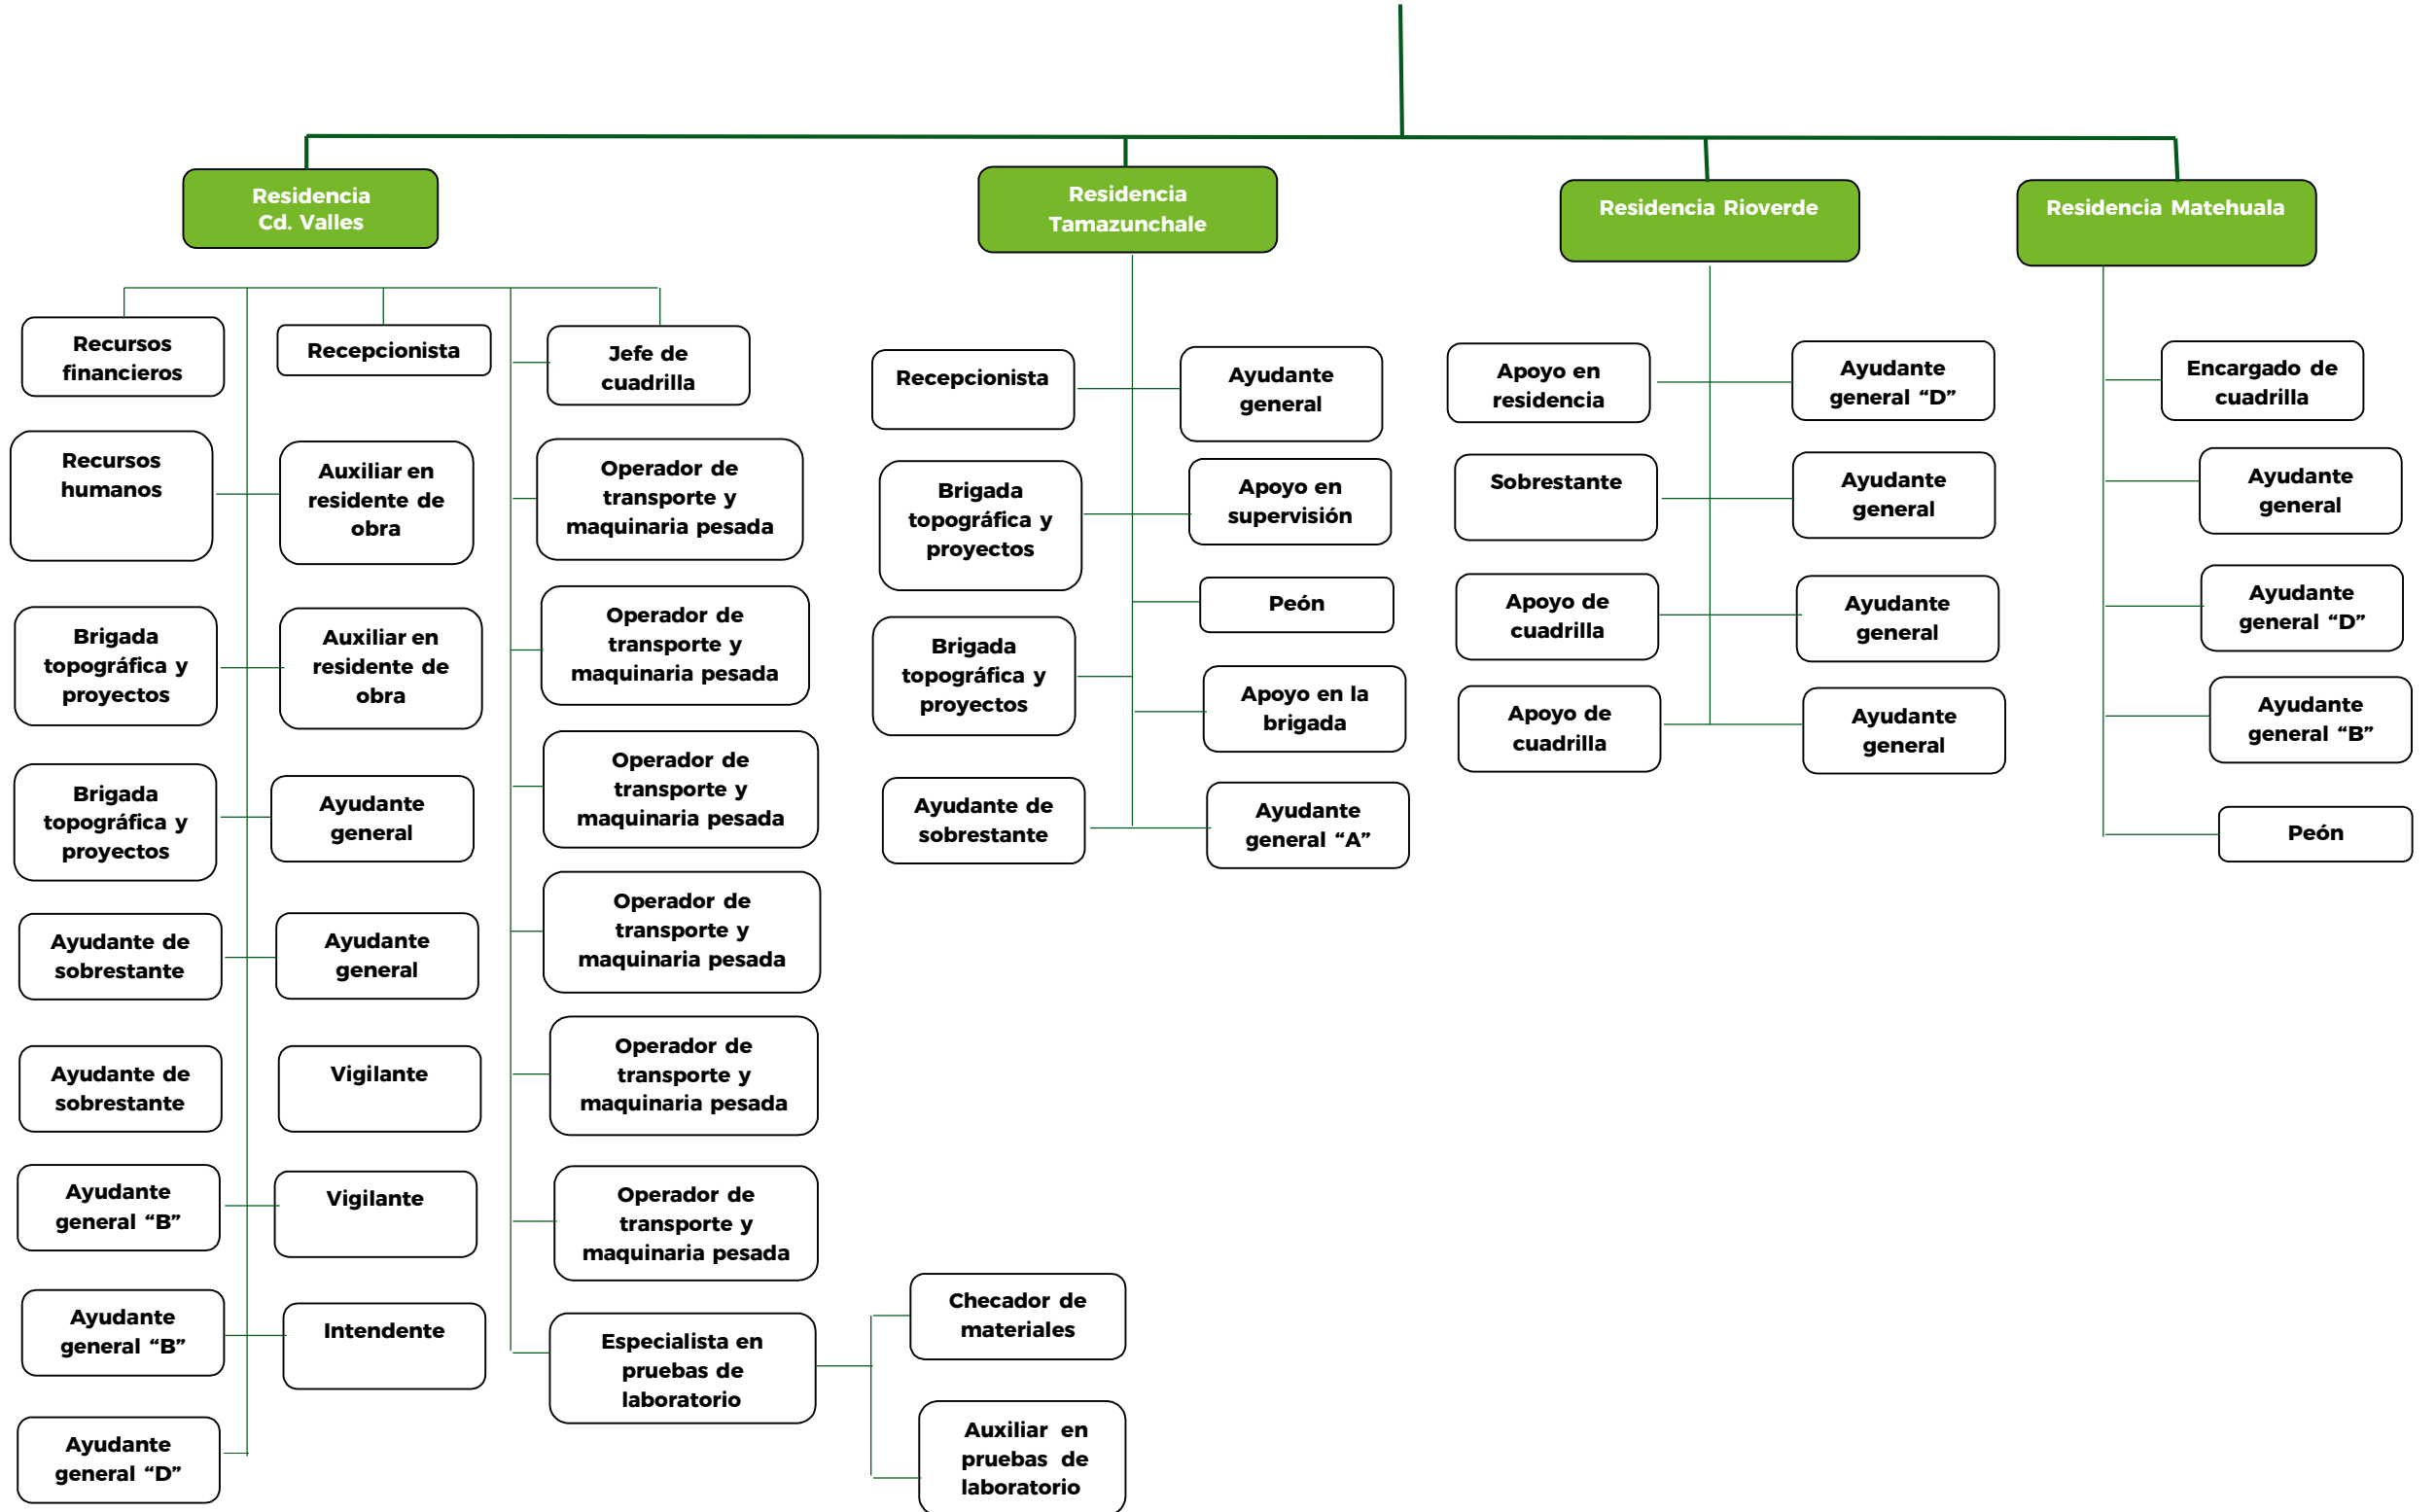 Residencia
Cd. Valles
Residencia
Tamazunchale
Residencia Rioverde
Residencia Matehuala
Recursos
financieros
Recursos
humanos
Brigada
topográfica y
proyectos
Brigada
topográfica y
proyectos
Ayudante de
sobrestante
Ayudante de
sobrestante
Ayudante
general “B”
Ayudante
general “B”
Ayudante
general “D”
Recepcionista
Auxiliar en
residente de
obra
Auxiliar en
residente de
obra
Ayudante
general
Ayudante
general
Vigilante
Vigilante
Intendente
Jefe de
cuadrilla
Operador de
transporte y
maquinaria pesada
Operador de
transporte y
maquinaria pesada
Operador de
transporte y
maquinaria pesada
Operador de
transporte y
maquinaria pesada
Operador de
transporte y
maquinaria pesada
Operador de
transporte y
maquinaria pesada
Especialista en
pruebas de
laboratorio
Checador de
materiales
Auxiliar en
pruebas de
laboratorio
Recepcionista
Brigada
topográfica y
proyectos
Brigada
topográfica y
proyectos
Ayudante de
sobrestante
Ayudante
general
Apoyo en
supervisión
Peón
Apoyo en la
brigada
Ayudante
general “A”
Apoyo en
residencia
Sobrestante
Apoyo de
cuadrilla
Apoyo de
cuadrilla
Ayudante
general “D”
Ayudante
general
Ayudante
general
Ayudante
general
Encargado de
cuadrilla
Ayudante
general
Ayudante
general “D”
Ayudante
general “B”
Peón